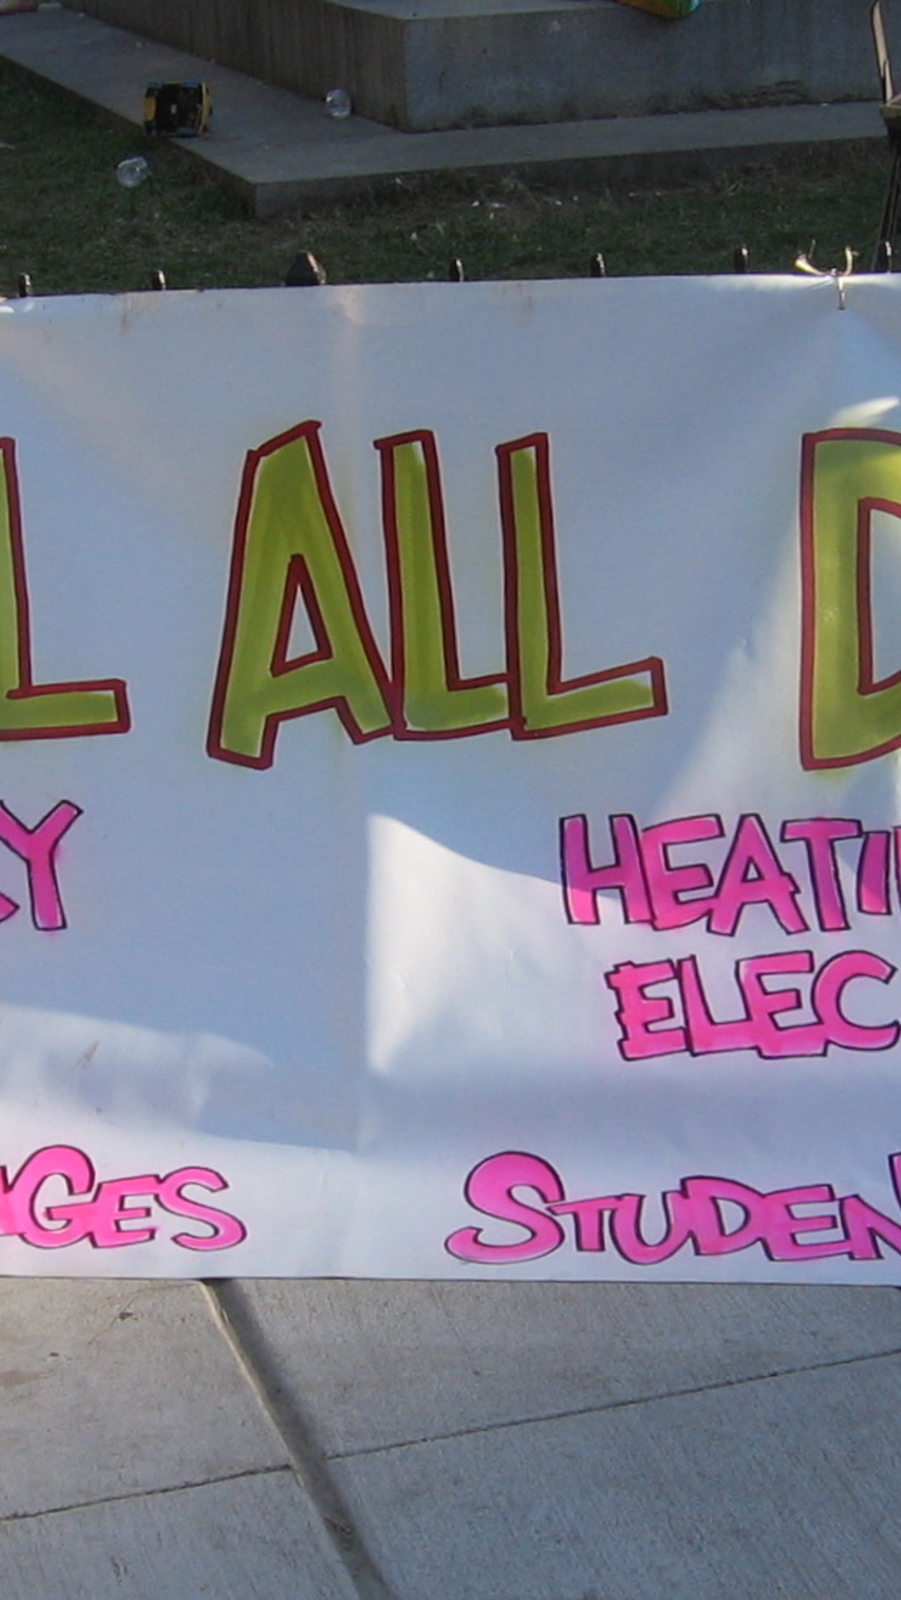 L ALL D
Y HEATI
ELEC
GES STUDEN